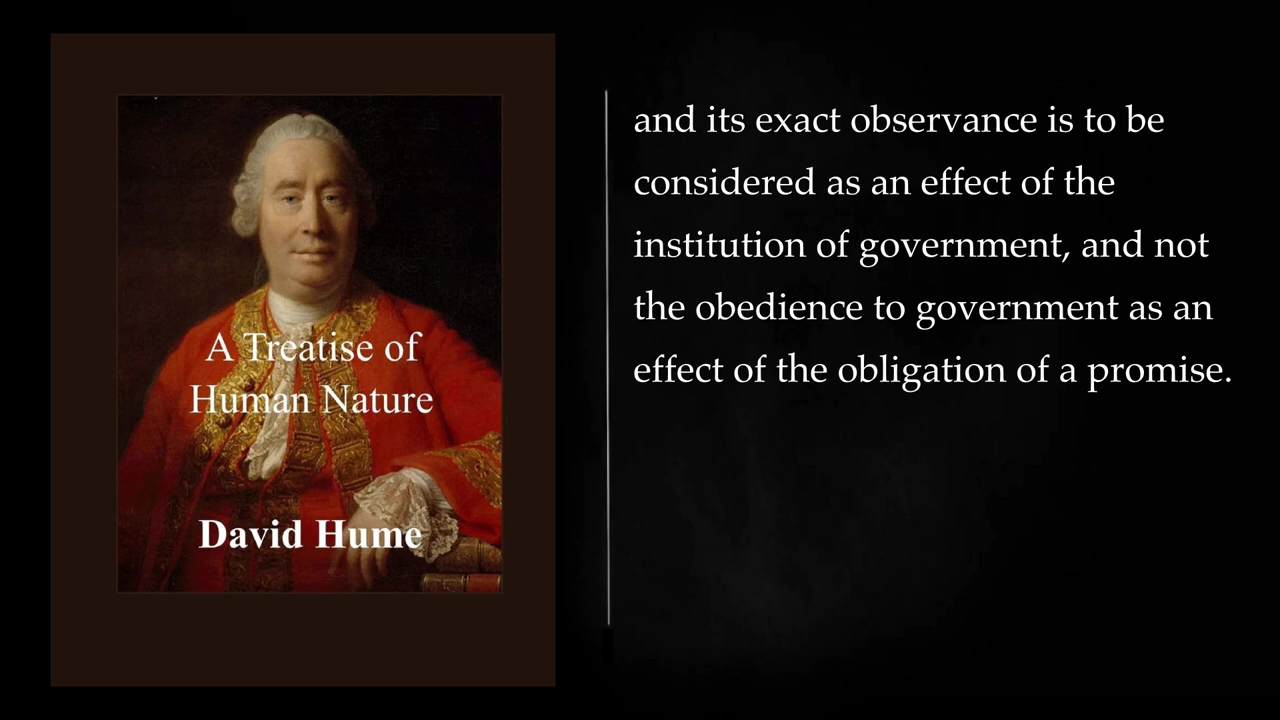 A Treatise of
Human Nature
David Hume
and its exact observance is to be
considered as an effect of the
institution of government, and not
the obedience to government as an
effect of the obligation of a promise.